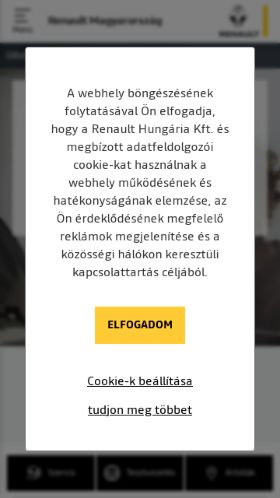 Renault Magyarország
Menü
RENAULT
A webhely böngészésének
folytatásával Ön elfogadja,
hogy a Renault Hungária Kft. és
megbízott adatfeldolgozói
cookie-kat használnak a
webhely működésének és
hatékonyságának elemzése, az
Ön érdeklődésének megfelelő
reklámok megjelenítése és a
közösségi hálókon keresztüli
kapcsolattartás céljából.
ELFOGADOM
Cookie-k beállítása
tudjon meg többet
Szerviz
Tesztvezetés